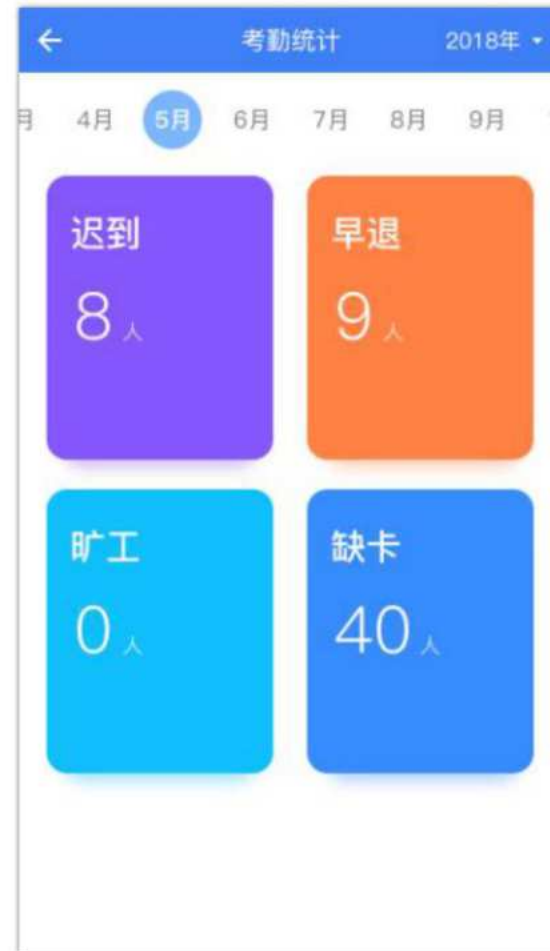 考勤统计 2018年
月 4月 5月 6月 7月 8月 9月
迟到 早退
8人 9人
旷工 缺卡
0人 40人